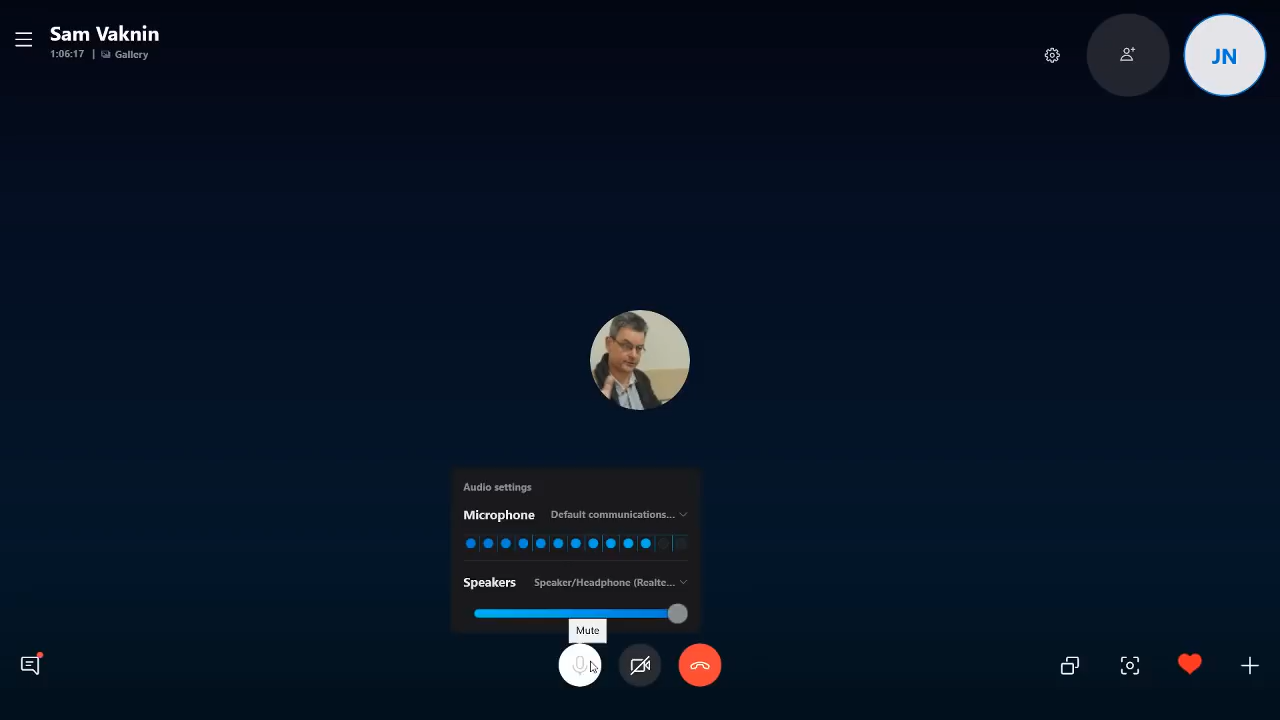 Sam Vaknin
1:06:17 | Gallery
JN
Audio settings
Microphone Default communications...
Speakers Speaker/Headphone (Realte...
Mute